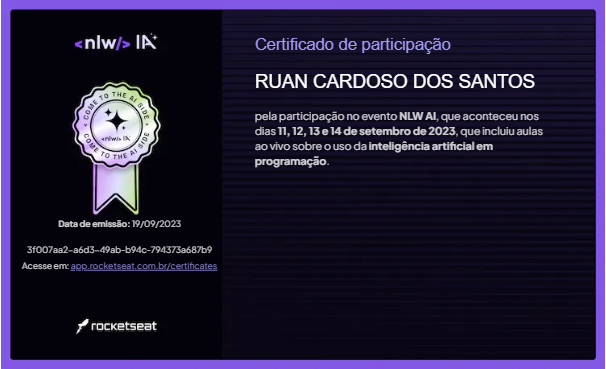 <nlw/> IA
COME TO THE AI SIDE
<nlw/> IA
COME TO THE AI SIDE
Data de emissão: 19/09/2023
3f007aa2-a6d3-49ab-b94c-794373a687b9
Acesse em: app.rocketseat.com.br/certificates
rocketseat
Certificado de participação
RUAN CARDOSO DOS SANTOS
pela participação no evento NLW AI, que aconteceu nos
dias 11, 12, 13 e 14 de setembro de 2023, que incluiu aulas
ao vivo sobre o uso da inteligência artificial em
programação.